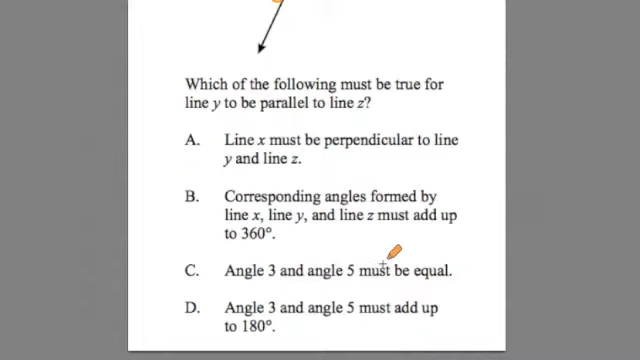 Which of the following must be true for
line y to be parallel to line z?
A. Line x must be perpendicular to line
y and line z.
B. Corresponding angles formed by
line x, line y, and line z must add up
to 360°.
C. Angle 3 and angle 5 must be equal.
D. Angle 3 and angle 5 must add up
to 180°.